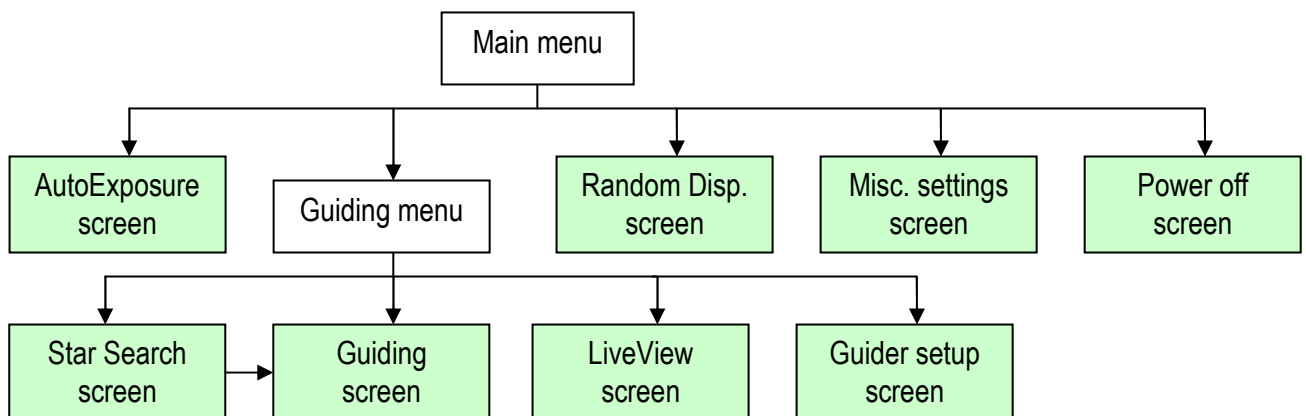 Main menu
AutoExposure
screen
Guiding menu
Random Disp.
screen
Misc. settings
screen
Power off
screen
Star Search
screen
Guiding
screen
LiveView
screen
Guider setup
screen